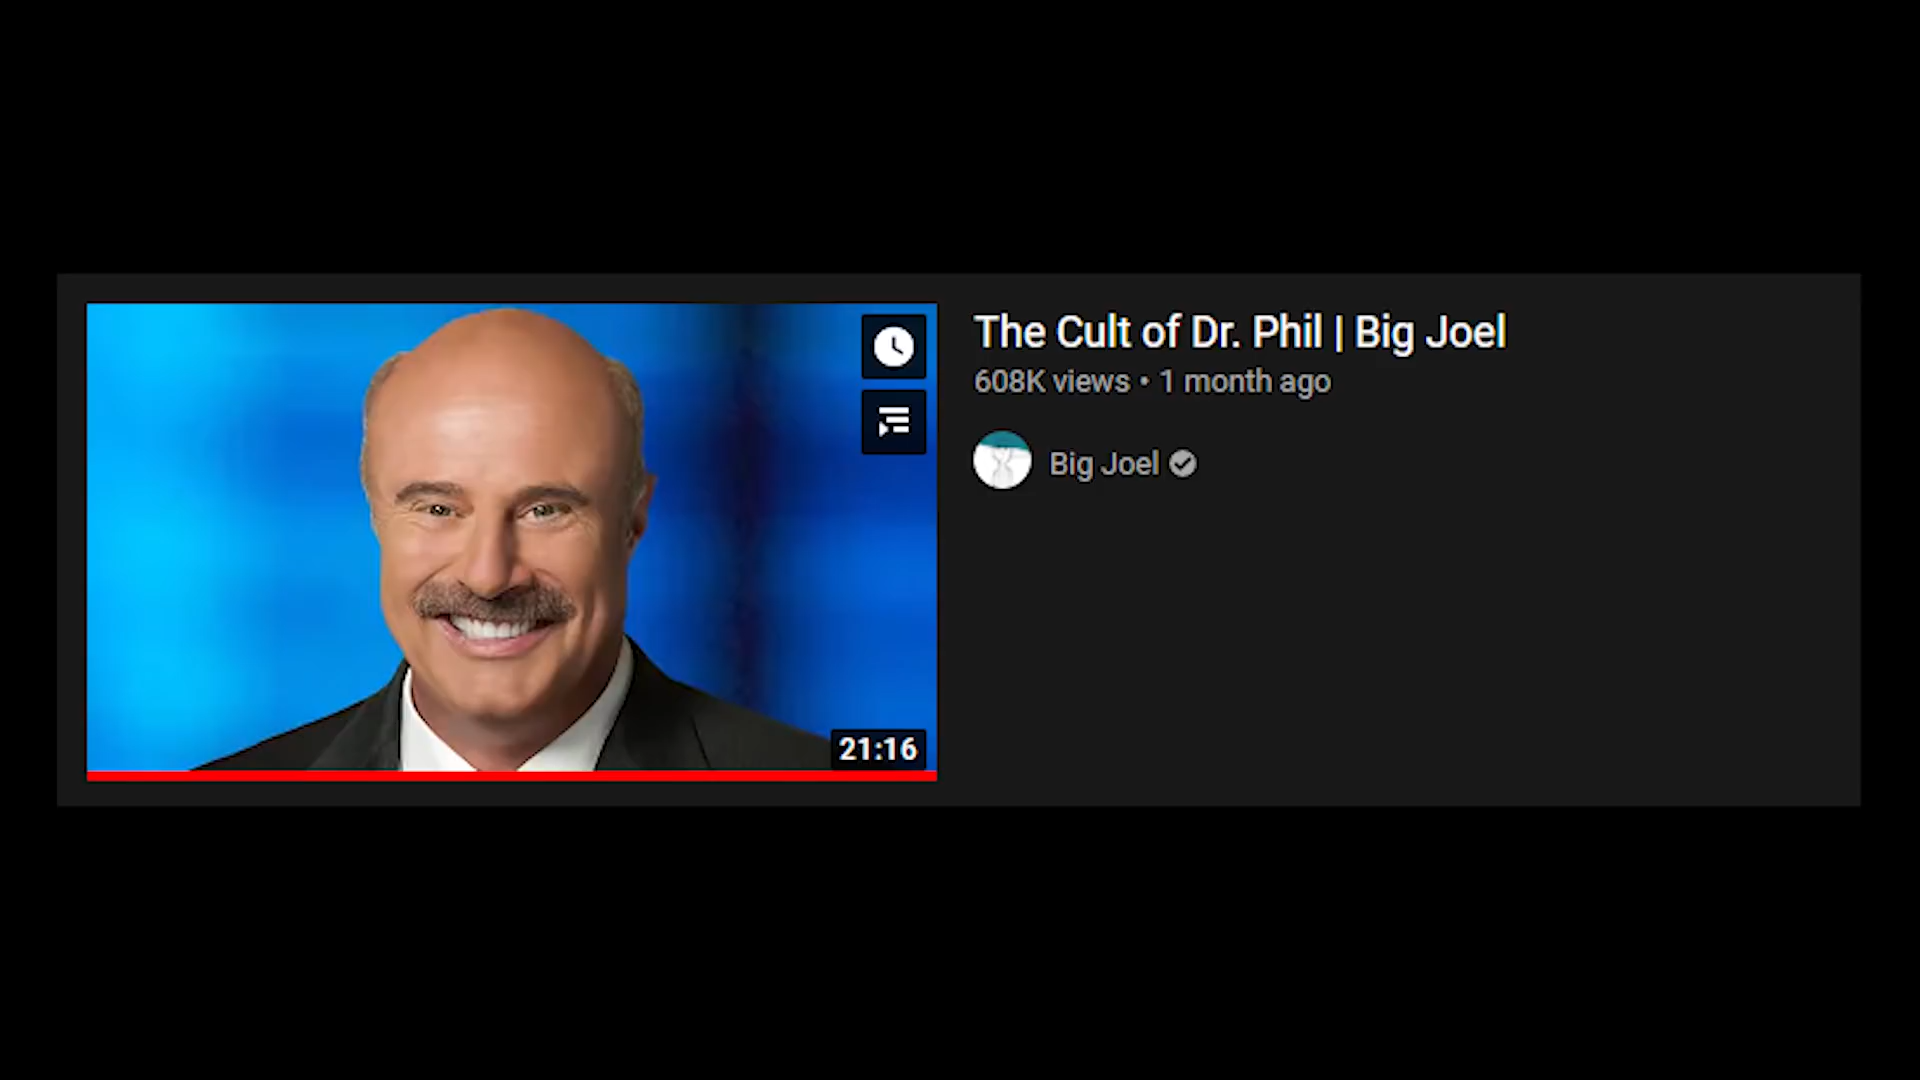 The Cult of Dr. Phil | Big Joel
608K views • 1 month ago
Big Joel
21:16